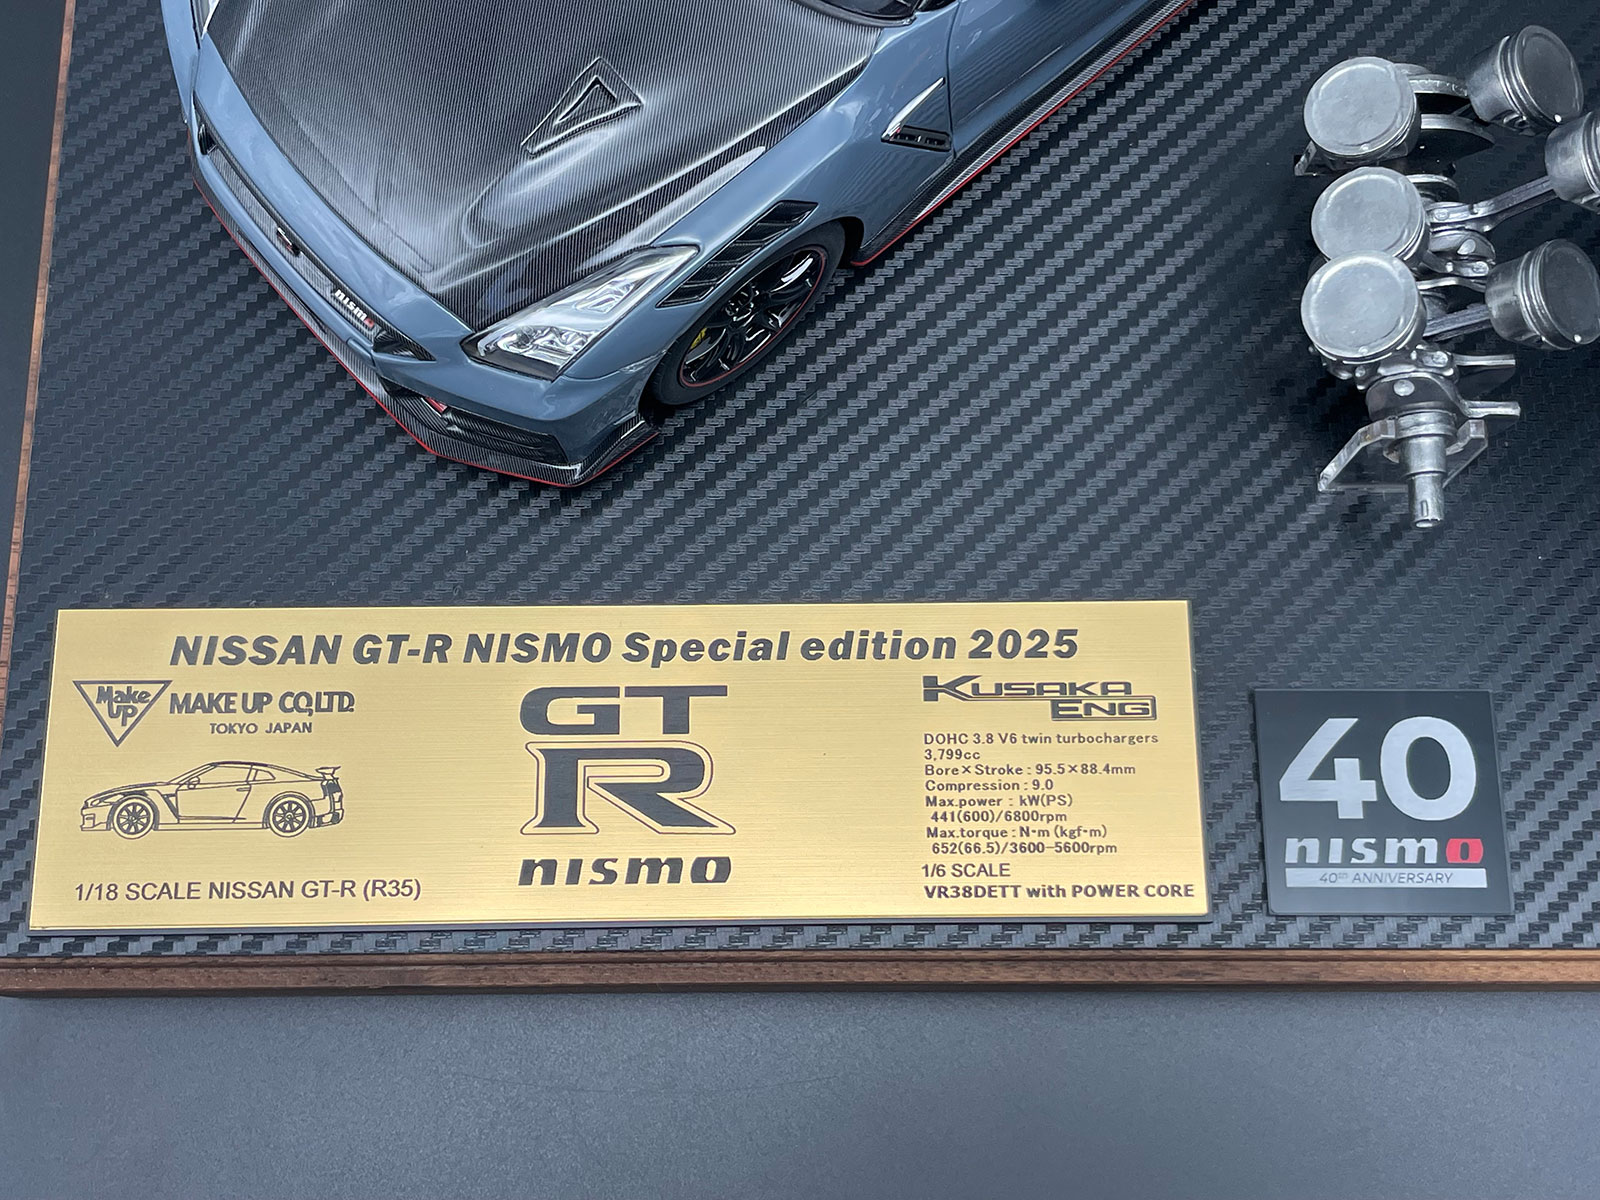 nismo
NISSAN GT-R NISMO Special edition 2025
Make
UP
MAKE UP CO.,LTD.
TOKYO JAPAN
1/18 SCALE NISSAN GT-R (R35)
GT
R
nismo
KUSAKA
ENG
DOHC 3.8 V6 twin turbochargers
3,799cc
Bore×Stroke : 95.5×88.4mm
Compression : 9.0
Max.power : kW(PS)
441(600)/6800rpm
Max.torque : N·m (kgf·m)
652(66.5)/3600-5600rpm
1/6 SCALE
VR38DETT with POWER CORE
40
nismo
40th ANNIVERSARY